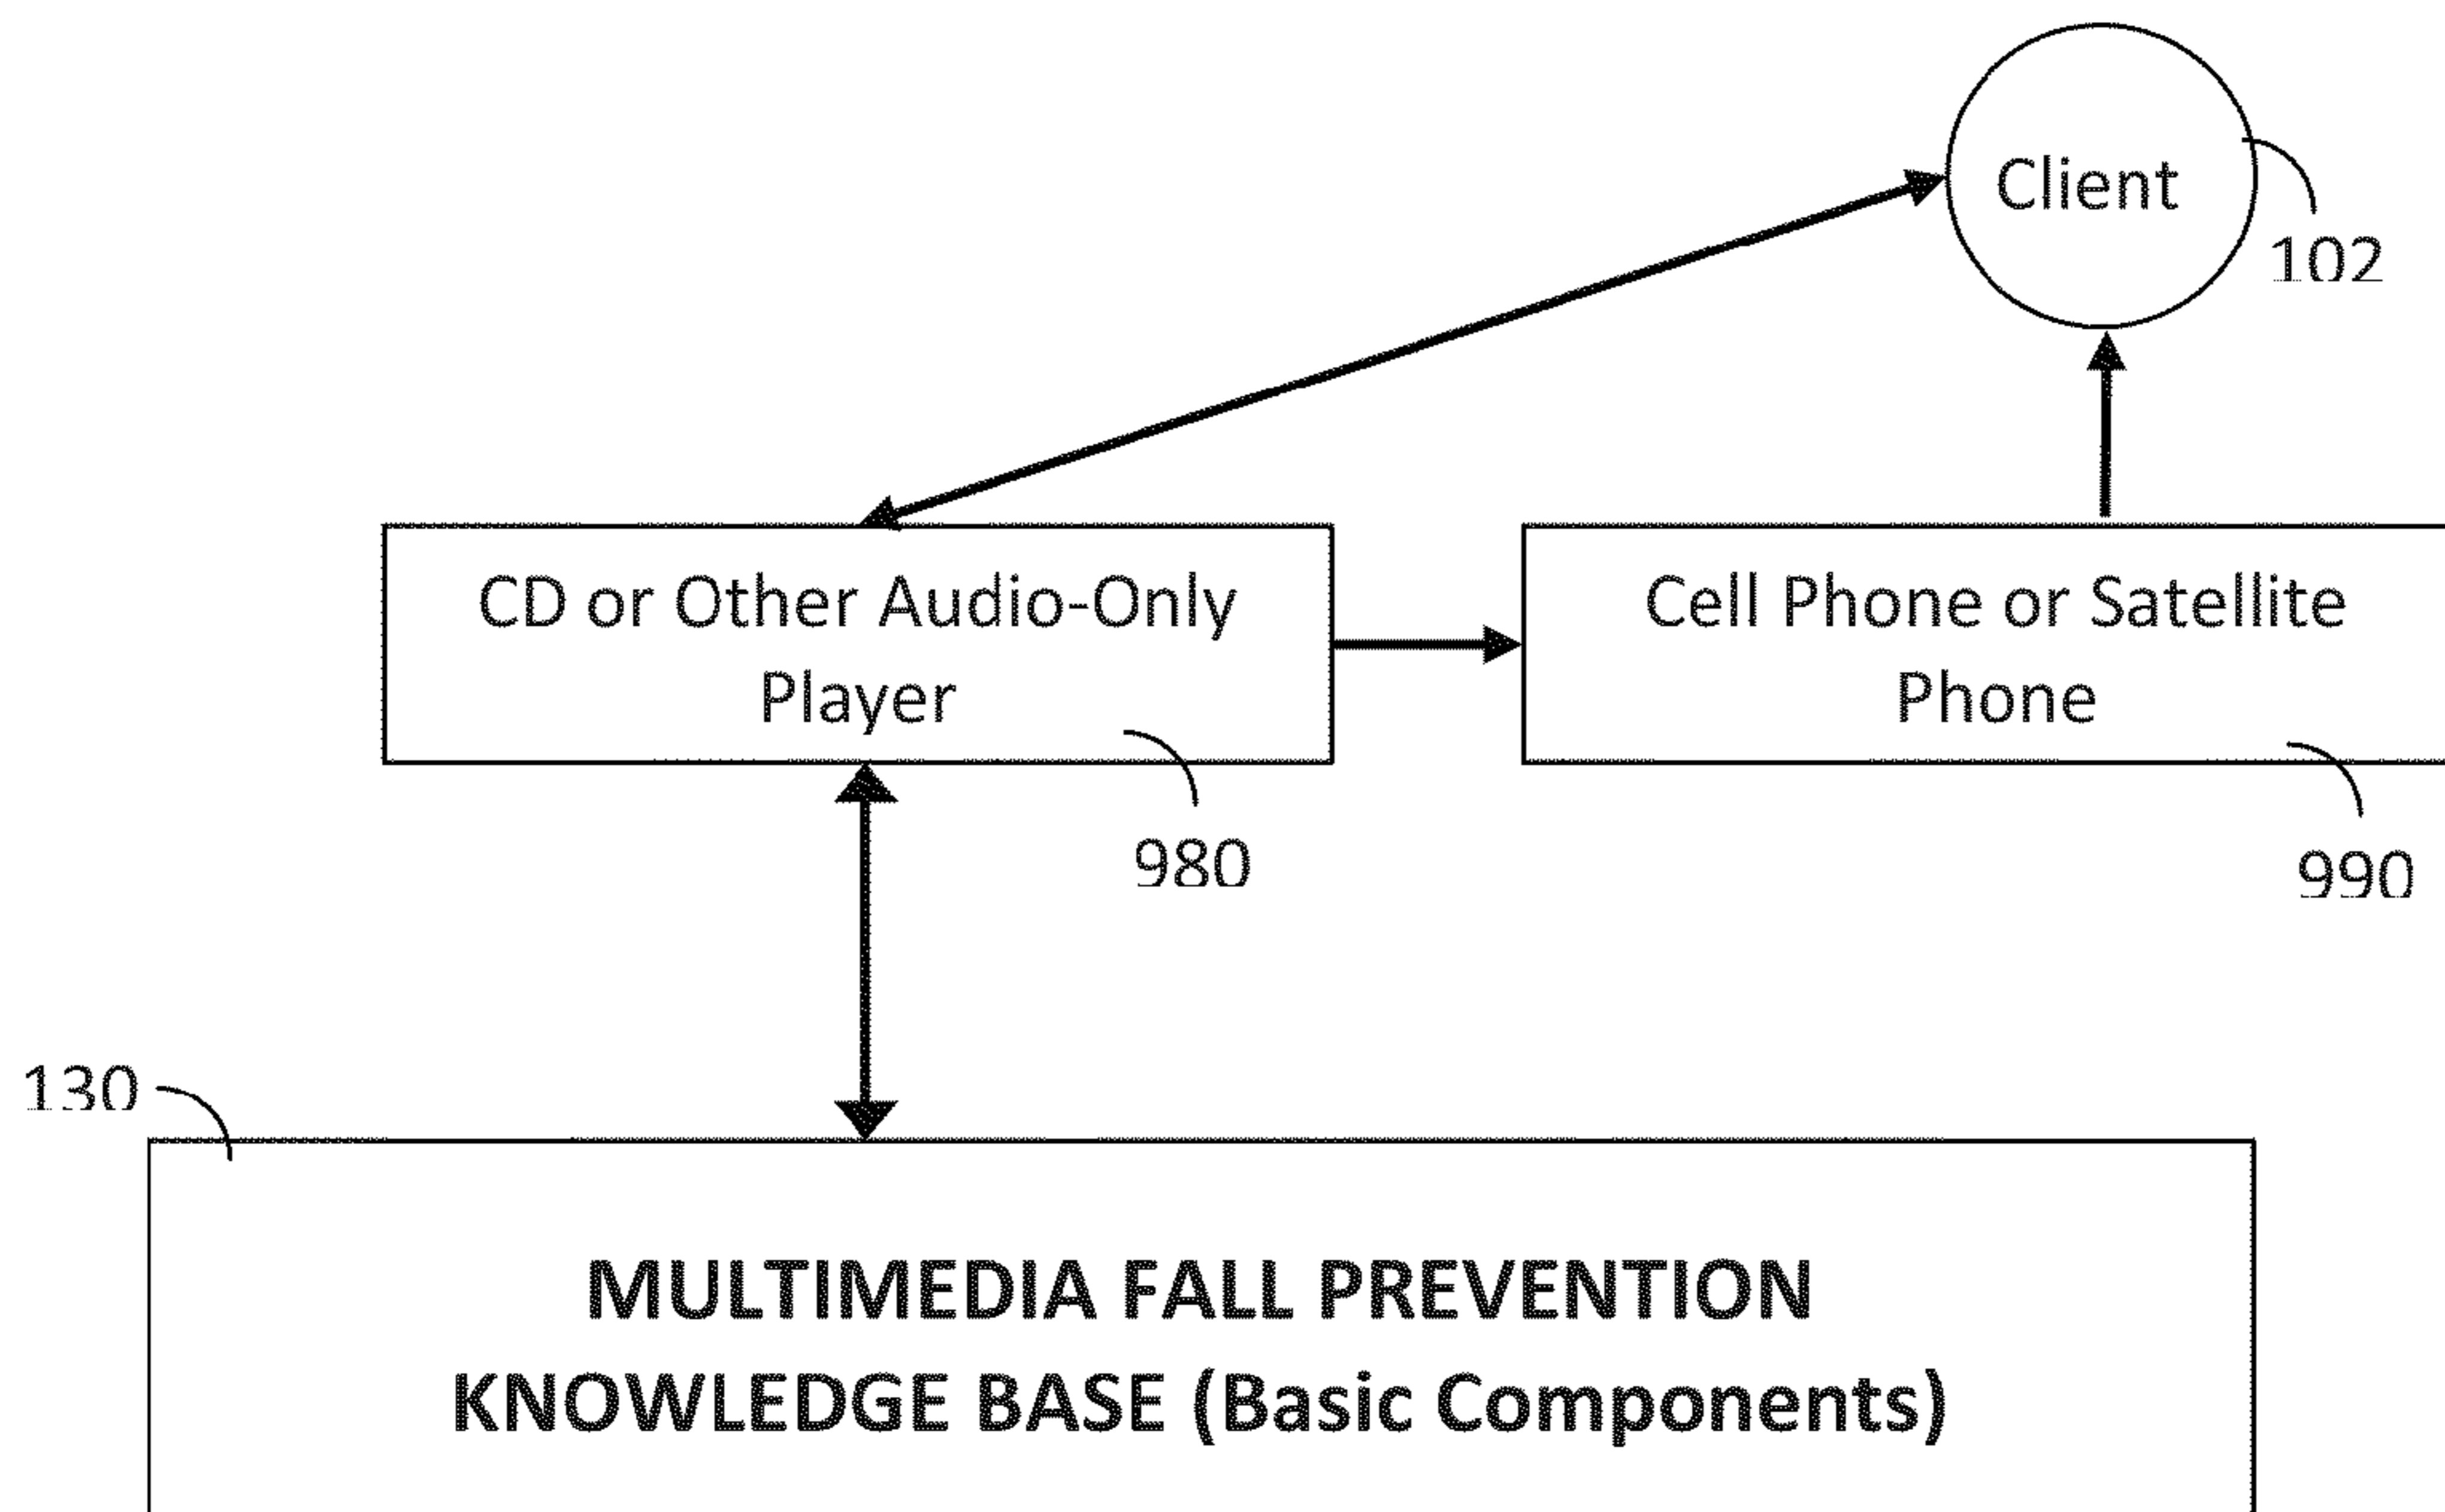 Client
102
CD or Other Audio-Only
Player
980
Cell Phone or Satellite
Phone
990
130
MULTIMEDIA FALL PREVENTION
KNOWLEDGE BASE (Basic Components)